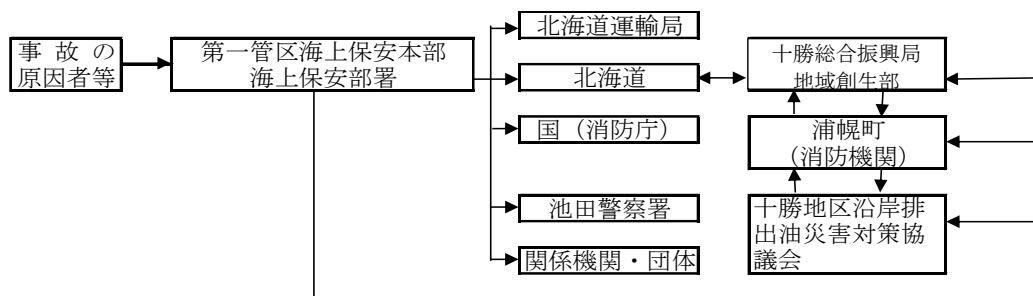 事故の
原因者等
第一管区海上保安本部
海上保安部署
北海道運輸局
北海道
国（消防庁）
池田警察署
関係機関・団体
十勝総合振興局
地域創生部
浦幌町
（消防機関）
十勝地区沿岸排
出油災害対策協
議会